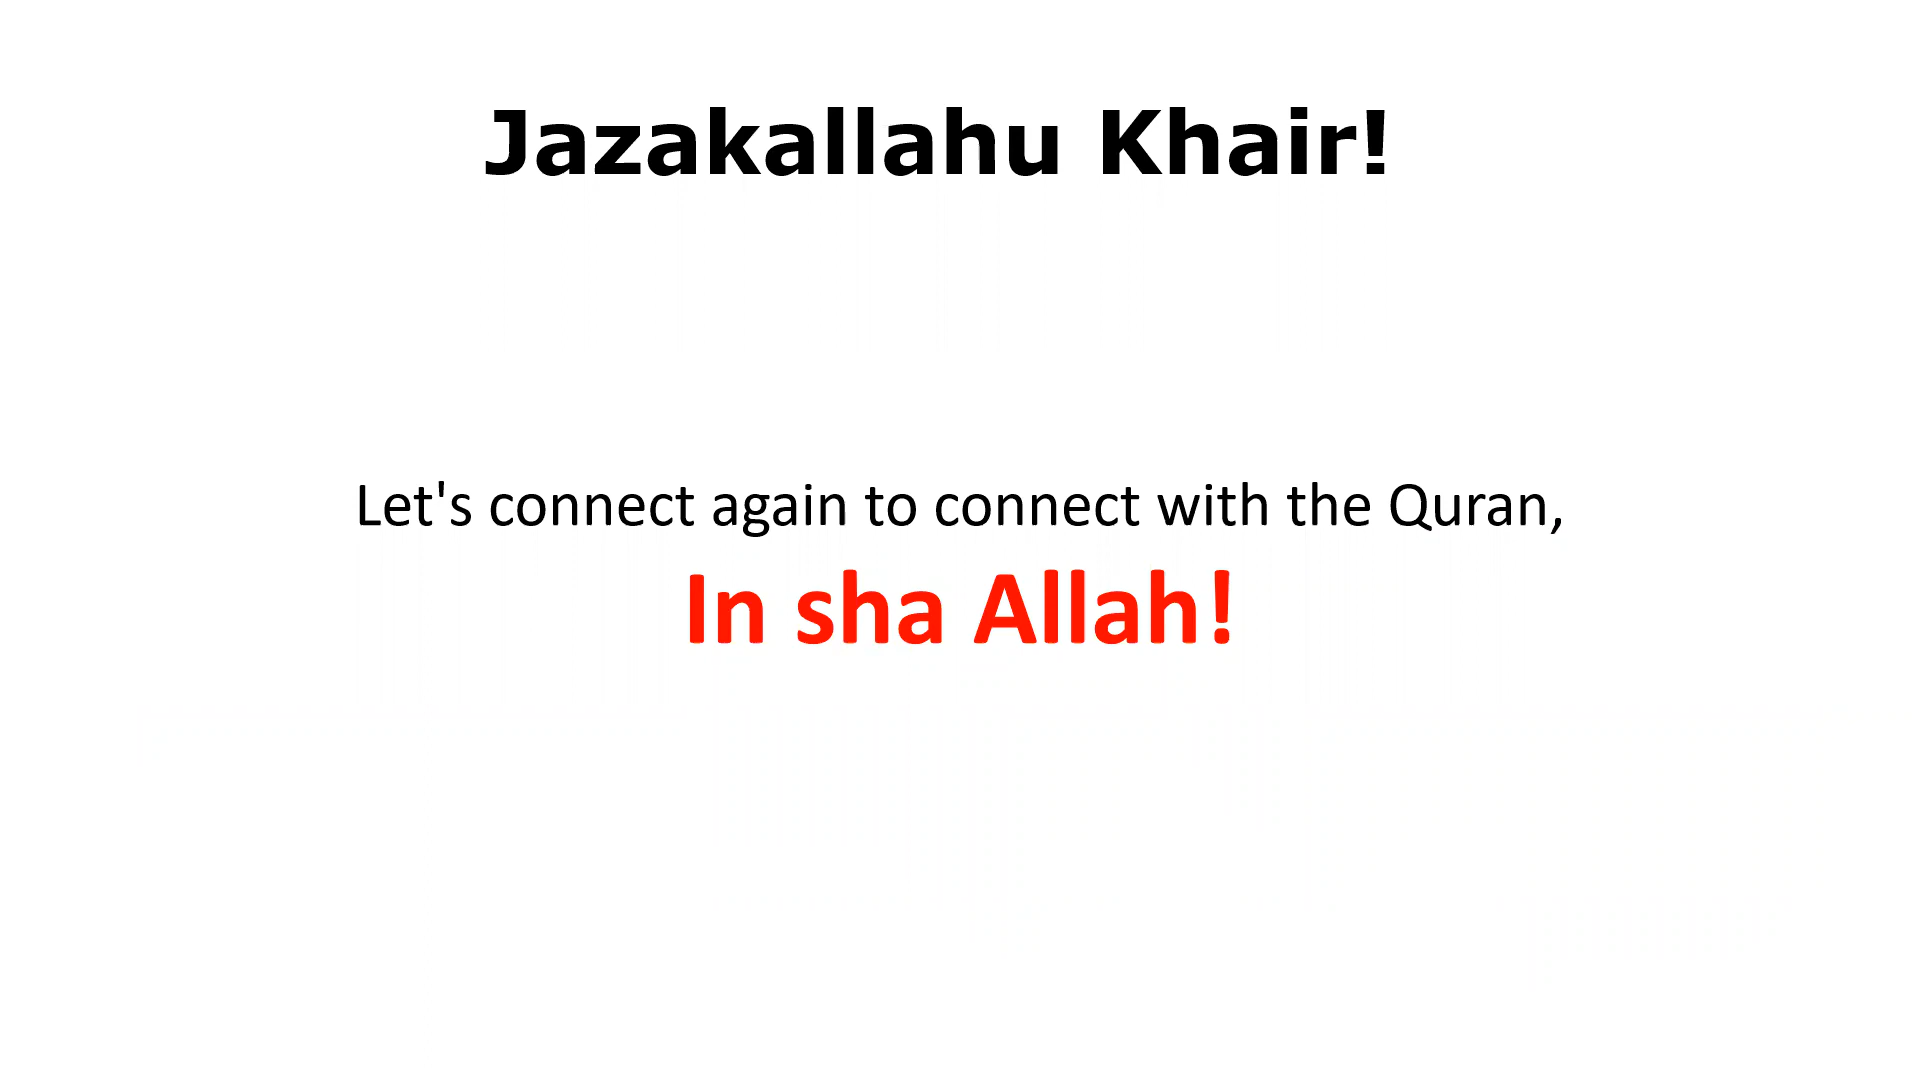 Jazakallahu Khair!
Let's connect again to connect with the Quran,
In sha Allah!